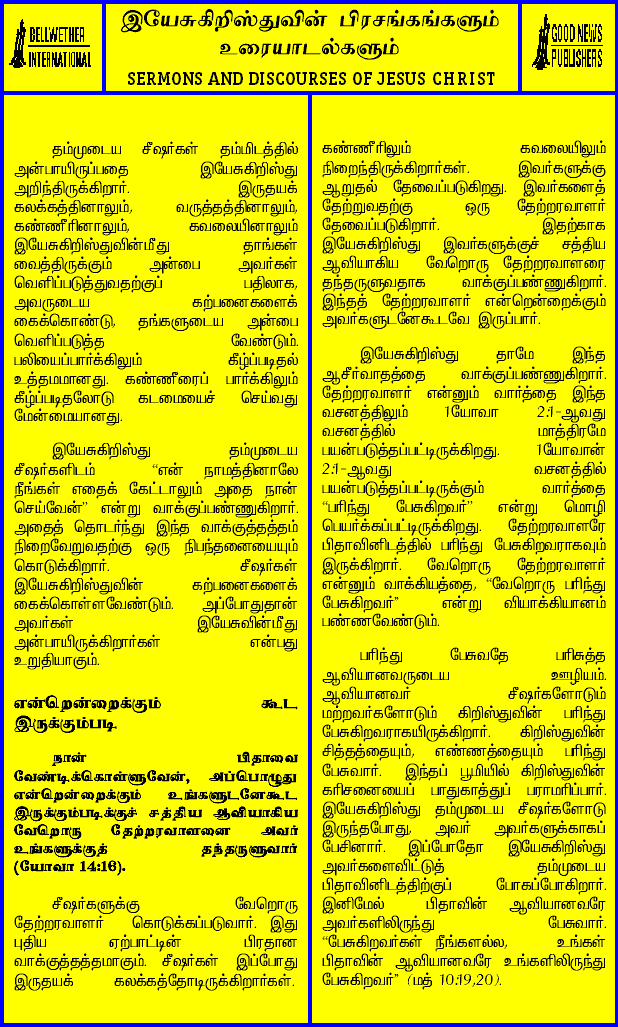 BELLWETHER
INTERNATIONAL
இயேசுகிறிஸ்துவின் பிரசங்கங்களும்
உரையாடல்களும்
SERMONS AND DISCOURSES OF JESUS CHRIST
GOOD NEWS
PUBLISHERS
தம்முடைய சீஷர்கள் தம்மிடத்தில்
அன்பாயிருப்பதை இயேசுகிறிஸ்து
அறிந்திருக்கிறார். இருதயக்
கலக்கத்தினாலும், வருத்தத்தினாலும்,
கண்ணீரினாலும், கவலையினாலும்
இயேசுகிறிஸ்துவின்மீது தாங்கள்
வைத்திருக்கும் அன்பை அவர்கள்
வெளிப்படுத்துவதற்குப் பதிலாக,
அவருடைய கற்பனைகளைக்
கைக்கொண்டு, தங்களுடைய அன்பை
வெளிப்படுத்த வேண்டும்.
பலியைப்பார்க்கிலும் கீழ்ப்படிதல்
உத்தமமானது. கண்ணீரைப் பார்க்கிலும்
கீழ்ப்படிதலோடு கடமையைச் செய்வது
மேன்மையானது.
இயேசுகிறிஸ்து தம்முடைய
சீஷர்களிடம் “என் நாமத்தினாலே
நீங்கள் எதைக் கேட்டாலும் அதை நான்
செய்வேன்” என்று வாக்குப்பண்ணுகிறார்.
அதைத் தொடர்ந்து இந்த வாக்குத்தத்தம்
நிறைவேறுவதற்கு ஒரு நிபந்தனையையும்
கொடுக்கிறார். சீஷர்கள்
இயேசுகிறிஸ்துவின் கற்பனைகளைக்
கைக்கொள்ளவேண்டும். அப்போதுதான்
அவர்கள் இயேசுவின்மீது
அன்பாயிருக்கிறார்கள் என்பது
உறுதியாகும்.
என்றென்றைக்கும் கூட
இருக்கும்படி
நான் பிதாவை
வேண்டிக்கொள்ளுவேன், அப்பொழுது
என்றென்றைக்கும் உங்களுடனேகூட
இருக்கும்படிக்குச் சத்திய ஆவியாகிய
வேறொரு தேற்றரவாளனை அவர்
உங்களுக்குத் தந்தருளுவார்
(யோவா 14:16).
சீஷர்களுக்கு வேறொரு
தேற்றரவாளர் கொடுக்கப்படுவார். இது
புதிய ஏற்பாட்டின் பிரதான
வாக்குத்தத்தமாகும். சீஷர்கள் இப்போது
இருதயக் கலக்கத்தோடிருக்கிறார்கள்.
கண்ணீரிலும் கவலையிலும்
நிறைந்திருக்கிறார்கள். இவர்களுக்கு
ஆறுதல் தேவைப்படுகிறது. இவர்களைத்
தேற்றுவதற்கு ஒரு தேற்றரவாளர்
தேவைப்படுகிறார். இதற்காக
இயேசுகிறிஸ்து இவர்களுக்குச் சத்திய
ஆவியாகிய வேறொரு தேற்றரவாளரை
தந்தருளுவதாக வாக்குப்பண்ணுகிறார்.
இந்தத் தேற்றரவாளர் என்றென்றைக்கும்
அவர்களுடனேகூடவே இருப்பார்.
இயேசுகிறிஸ்து தாமே இந்த
ஆசீர்வாதத்தை வாக்குப்பண்ணுகிறார்.
தேற்றரவாளர் என்னும் வார்த்தை இந்த
வசனத்திலும் 1யோவா 2:1-ஆவது
வசனத்தில் மாத்திரமே
பயன்படுத்தப்பட்டிருக்கிறது. 1யோவான்
2:1-ஆவது வசனத்தில்
பயன்படுத்தப்பட்டிருக்கும் வார்த்தை
“பரிந்து பேசுகிறவர்” என்று மொழி
பெயர்க்கப்பட்டிருக்கிறது. தேற்றரவாளரே
பிதாவினிடத்தில் பரிந்து பேசுகிறவராகவும்
இருக்கிறார். வேறொரு தேற்றரவாளர்
என்னும் வாக்கியத்தை, “வேறொரு பரிந்து
பேசுகிறவர்” என்று வியாக்கியானம்
பண்ணவேண்டும்.
பரிந்து பேசுவதே பரிசுத்த
ஆவியானவருடைய ஊழியம்.
ஆவியானவர் சீஷர்களோடும்
மற்றவர்களோடும் கிறிஸ்துவின் பரிந்து
பேசுகிறவராகயிருக்கிறார். கிறிஸ்துவின்
சித்தத்தையும், எண்ணத்தையும் பரிந்து
பேசுவார். இந்தப் பூமியில் கிறிஸ்துவின்
கரிசனையைப் பாதுகாத்துப் பராமரிப்பார்.
இயேசுகிறிஸ்து தம்முடைய சீஷர்களோடு
இருந்தபோது, அவர் அவர்களுக்காகப்
பேசினார். இப்போதோ இயேசுகிறிஸ்து
அவர்களைவிட்டுத் தம்முடைய
பிதாவினிடத்திற்குப் போகப்போகிறார்.
இனிமேல் பிதாவின் ஆவியானவரே
அவர்களிலிருந்து பேசுவார்.
“பேசுகிறவர்கள் நீங்களல்ல, உங்கள்
பிதாவின் ஆவியானவரே உங்களிலிருந்து
பேசுகிறவர்” (மத் 10:19,20).